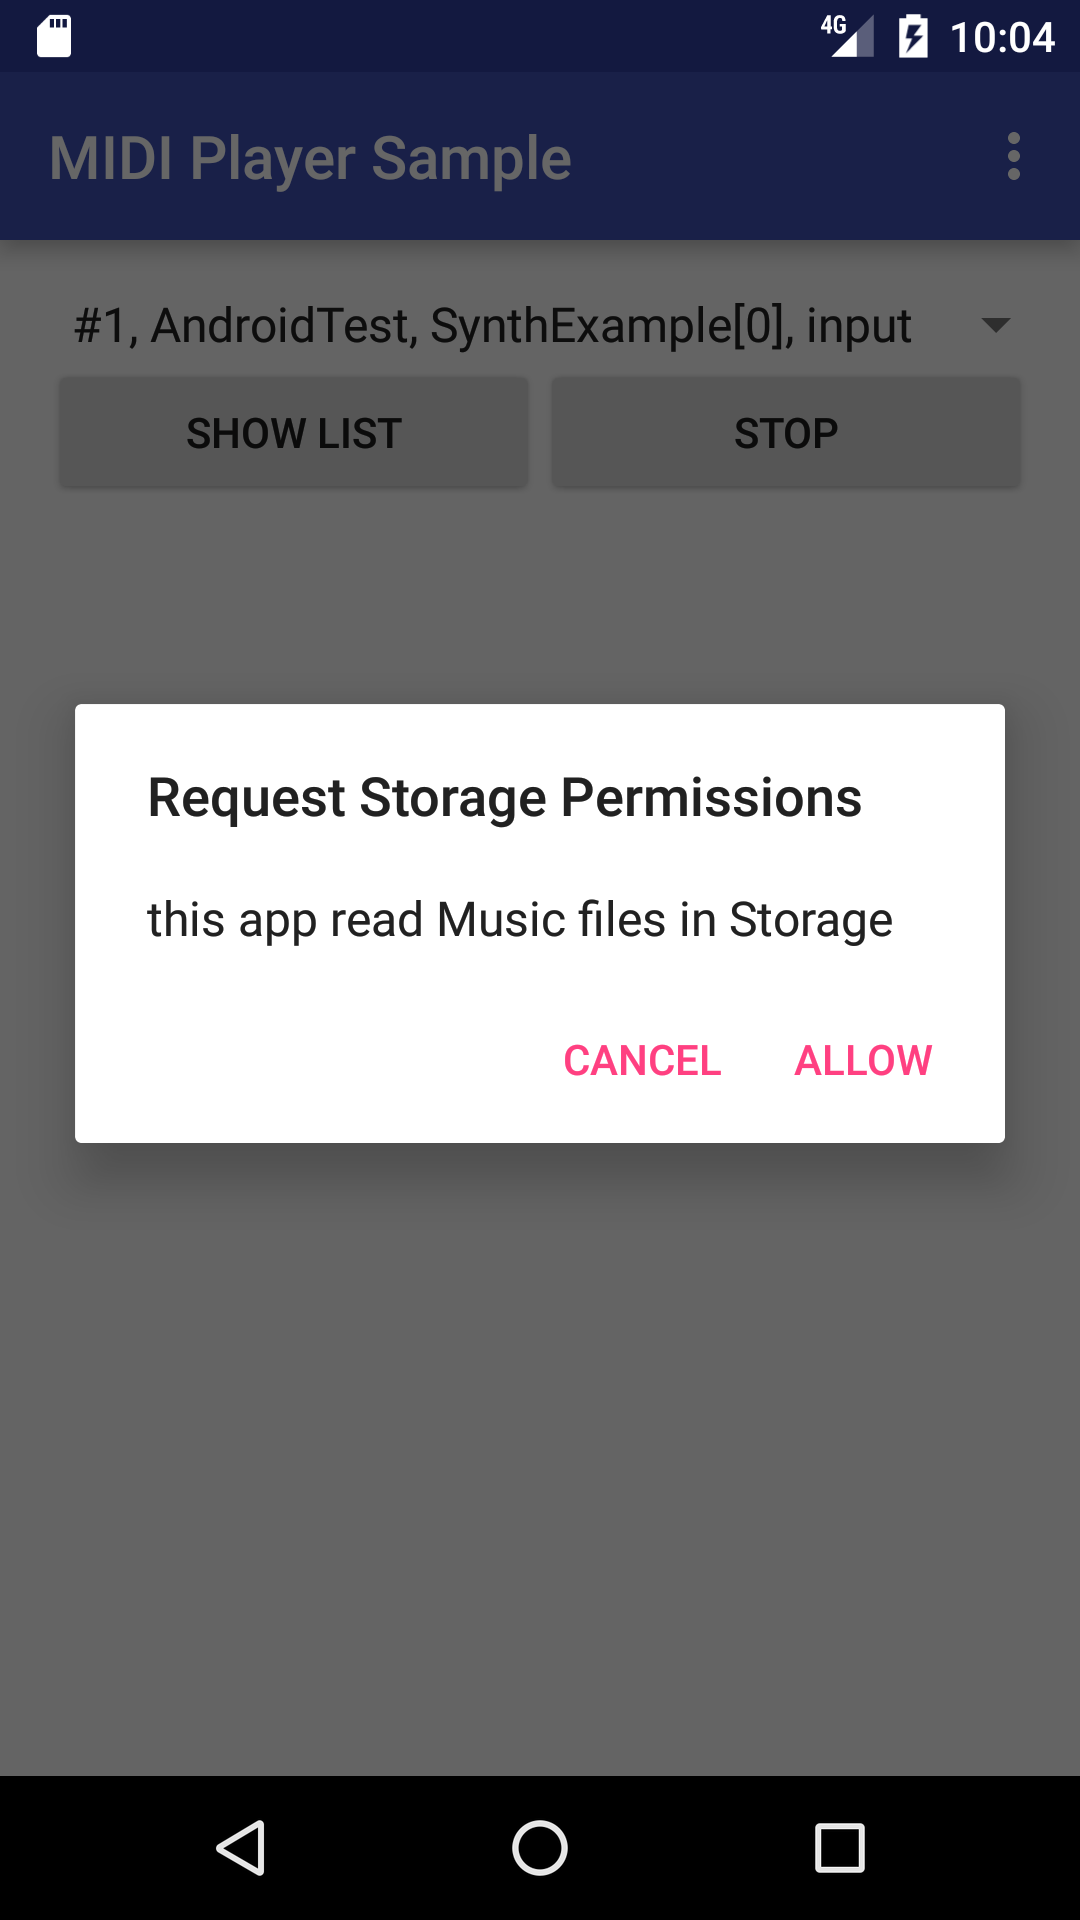 4G 10:04
MIDI Player Sample
#1, AndroidTest, SynthExample[0], input
SHOW LIST STOP
Request Storage Permissions
this app read Music files in Storage
CANCEL ALLOW